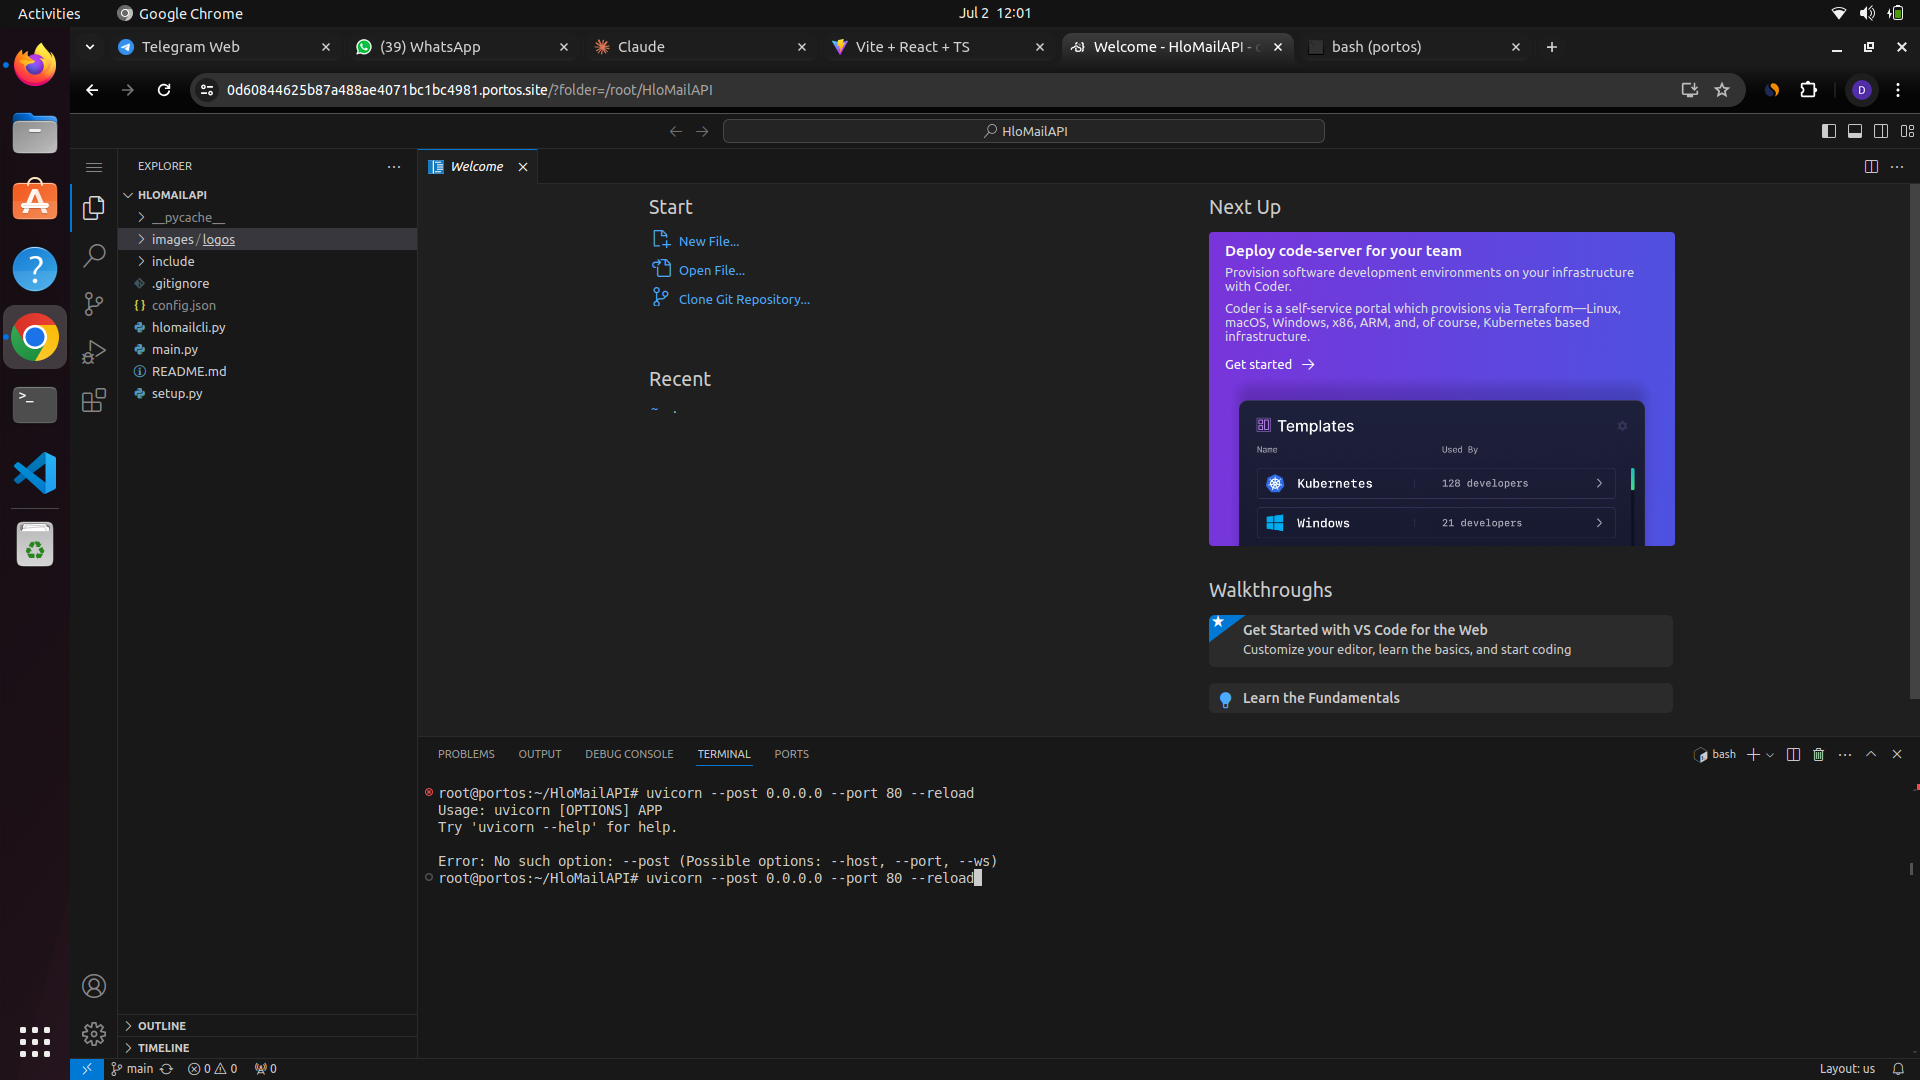 Activities
Google Chrome
Jul 2 12:01
Telegram Web
(39) WhatsApp
Claude
Vite + React + TS
Welcome - HloMailAPI - c
bash (portos)
0d60844625b87a488ae4071bc1bc4981.portos.site/?folder=/root/HloMailAPI
D
HloMailAPI
EXPLORER
HLOMAILAPI
__pycache__
images/logos
include
.gitignore
config.json
hlomailcli.py
main.py
README.md
setup.py
OUTLINE
TIMELINE
Welcome
Start
New File...
Open File...
Clone Git Repository...
Recent
~ .
Next Up
Deploy code-server for your team
Provision software development environments on your infrastructure
with Coder.
Coder is a self-service portal which provisions via Terraform—Linux,
macOS, Windows, x86, ARM, and, of course, Kubernetes based
infrastructure.
Get started →
Templates
Name Used By
Kubernetes 128 developers
Windows 21 developers
Walkthroughs
Get Started with VS Code for the Web
Customize your editor, learn the basics, and start coding
Learn the Fundamentals
PROBLEMS OUTPUT DEBUG CONSOLE TERMINAL PORTS
bash
root@portos:~/HloMailAPI# uvicorn --post 0.0.0.0 --port 80 --reload
Usage: uvicorn [OPTIONS] APP
Try 'uvicorn --help' for help.
Error: No such option: --post (Possible options: --host, --port, --ws)
root@portos:~/HloMailAPI# uvicorn --post 0.0.0.0 --port 80 --reload
main
0 0
0
Layout: us